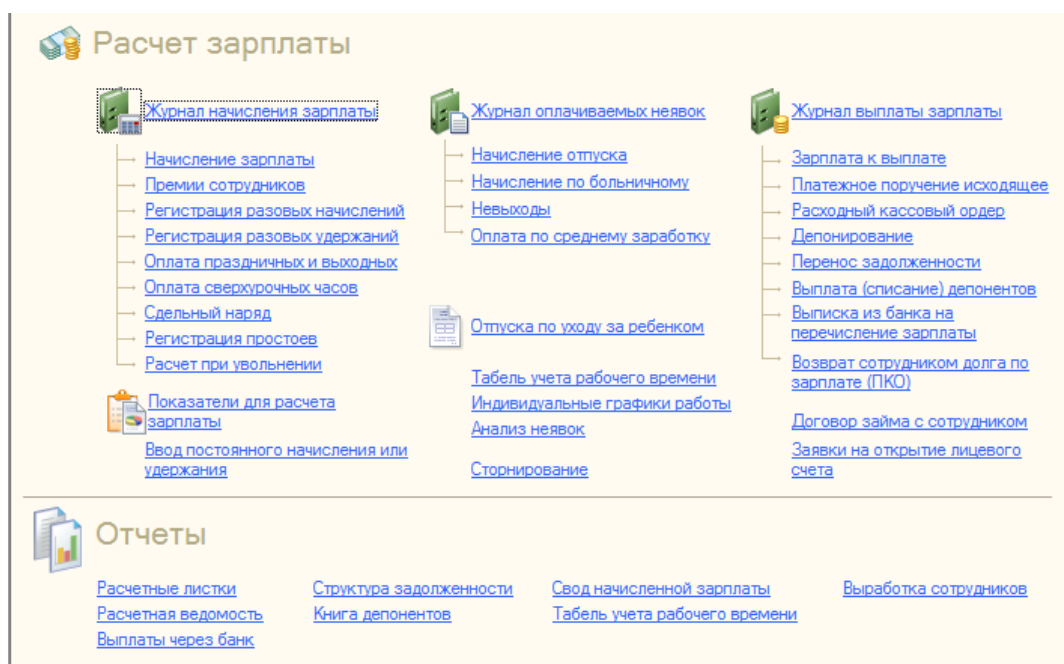 Расчет зарплаты
Журнал начисления зарплаты
Начисление зарплаты
Премии сотрудников
Регистрация разовых начислений
Регистрация разовых удержаний
Оплата праздничных и выходных
Оплата сверхурочных часов
Сдельный наряд
Регистрация простоев
Расчет при увольнении
Показатели для расчета
зарплаты
Ввод постоянного начисления или
удержания
Журнал оплачиваемых неявок
Начисление отпуска
Начисление по больничному
Невыходы
Оплата по среднему заработку
Отпуска по уходу за ребенком
Табель учета рабочего времени
Индивидуальные графики работы
Анализ неявок
Сторнирование
Журнал выплаты зарплаты
Зарплата к выплате
Платежное поручение исходящее
Расходный кассовый ордер
Депонирование
Перенос задолженности
Выплата (списание) депонентов
Выписка из банка на
перечисление зарплаты
Возврат сотрудником долга по
зарплате (ПКО)
Договор займа с сотрудником
Заявки на открытие лицевого
счета
Отчеты
Расчетные листки
Структура задолженности
Свод начисленной зарплаты
Выработка сотрудников
Расчетная ведомость
Книга депонентов
Табель учета рабочего времени
Выплаты через банк